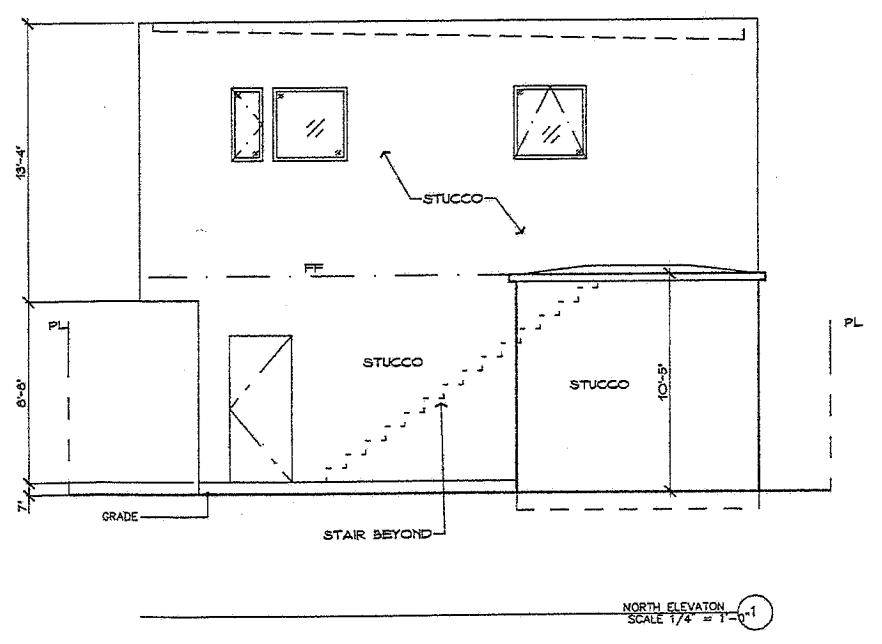 13'-4"
STUCCO
FF
PL
PL
STUCCO
STUCCO
10'-5"
8'-8"
7"
GRADE
STAIR BEYOND
NORTH ELEVATON
SCALE 1/4" = 1'-0"
1